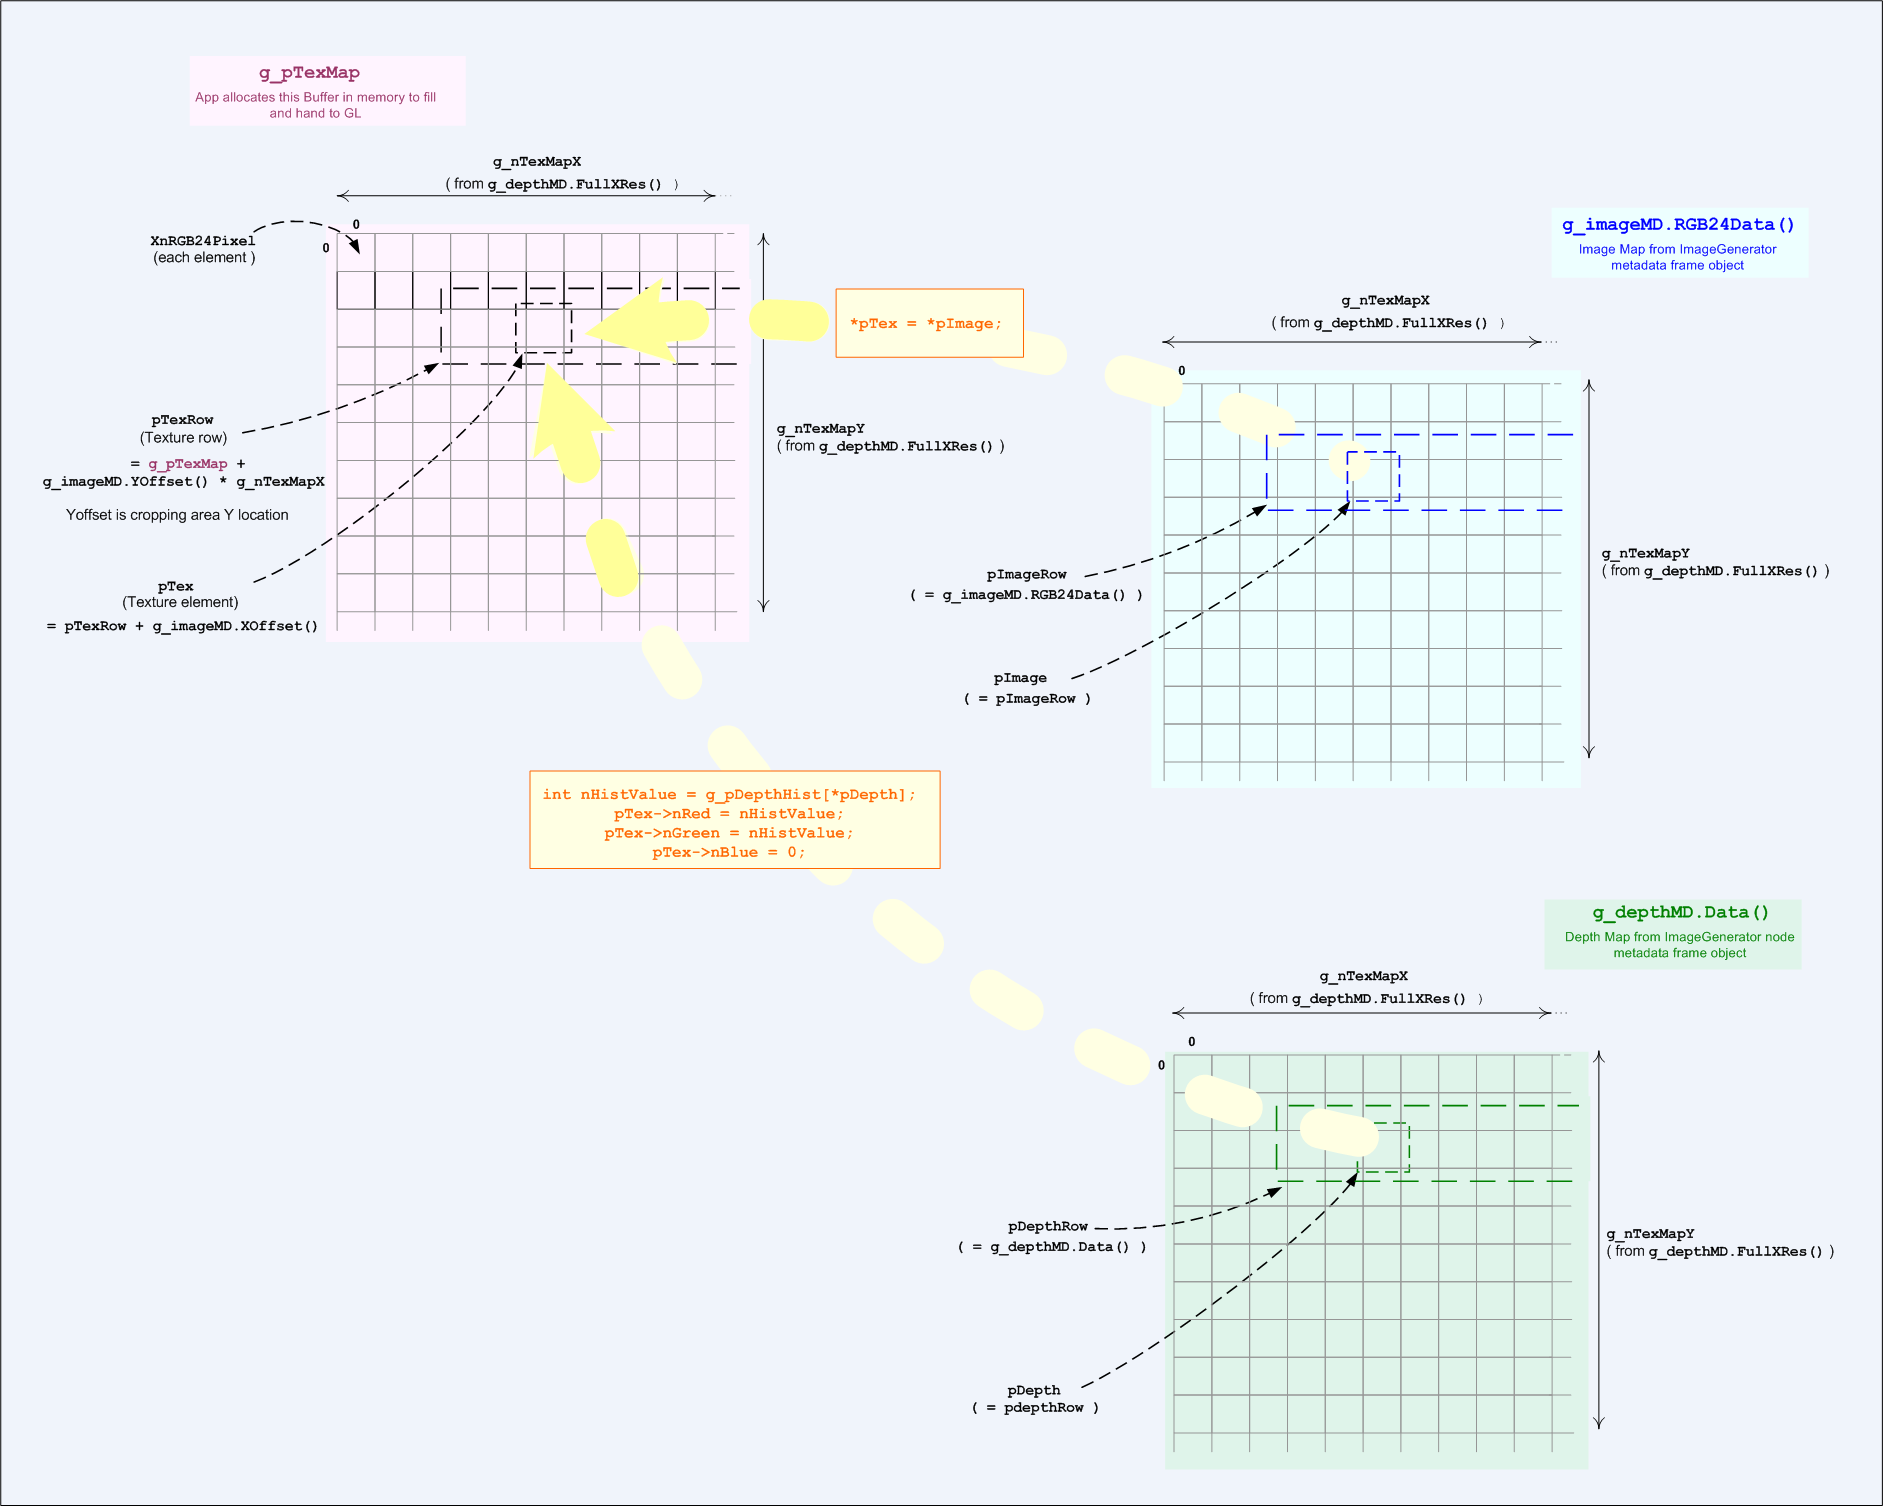 g_pTexMap
App allocates this Buffer in memory to fill
and hand to GL
g_nTexMapX
( from g_depthMD.FullXRes() )
0
0
XnRGB24Pixel
(each element )
*pTex = *pImage;
pTexRow
(Texture row)
= g_pTexMap +
g_imageMD.YOffset() * g_nTexMapX
Yoffset is cropping area Y location
pTex
(Texture element)
= pTexRow + g_imageMD.XOffset()
g_nTexMapY
( from g_depthMD.FullXRes() )
g_imageMD.RGB24Data()
Image Map from ImageGenerator
metadata frame object
g_nTexMapX
( from g_depthMD.FullXRes() )
0
pImageRow
( = g_imageMD.RGB24Data() )
pImage
( = pImageRow )
g_nTexMapY
( from g_depthMD.FullXRes() )
int nHistValue = g_pDepthHist[*pDepth];
pTex->nRed = nHistValue;
pTex->nGreen = nHistValue;
pTex->nBlue = 0;
g_depthMD.Data()
Depth Map from ImageGenerator node
metadata frame object
g_nTexMapX
( from g_depthMD.FullXRes() )
0
0
pDepthRow
( = g_depthMD.Data() )
g_nTexMapY
( from g_depthMD.FullXRes() )
pDepth
( = pdepthRow )